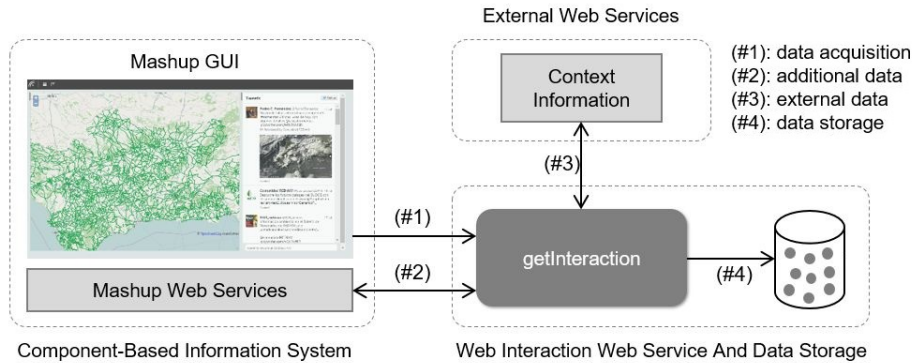 External Web Services
Mashup GUI
Context
Information
(#1): data acquisition
(#2): additional data
(#3): external data
(#4): data storage
(#3)
(#1)
getInteraction
(#4)
(#2)
Mashup Web Services
Component-Based Information System
Web Interaction Web Service And Data Storage